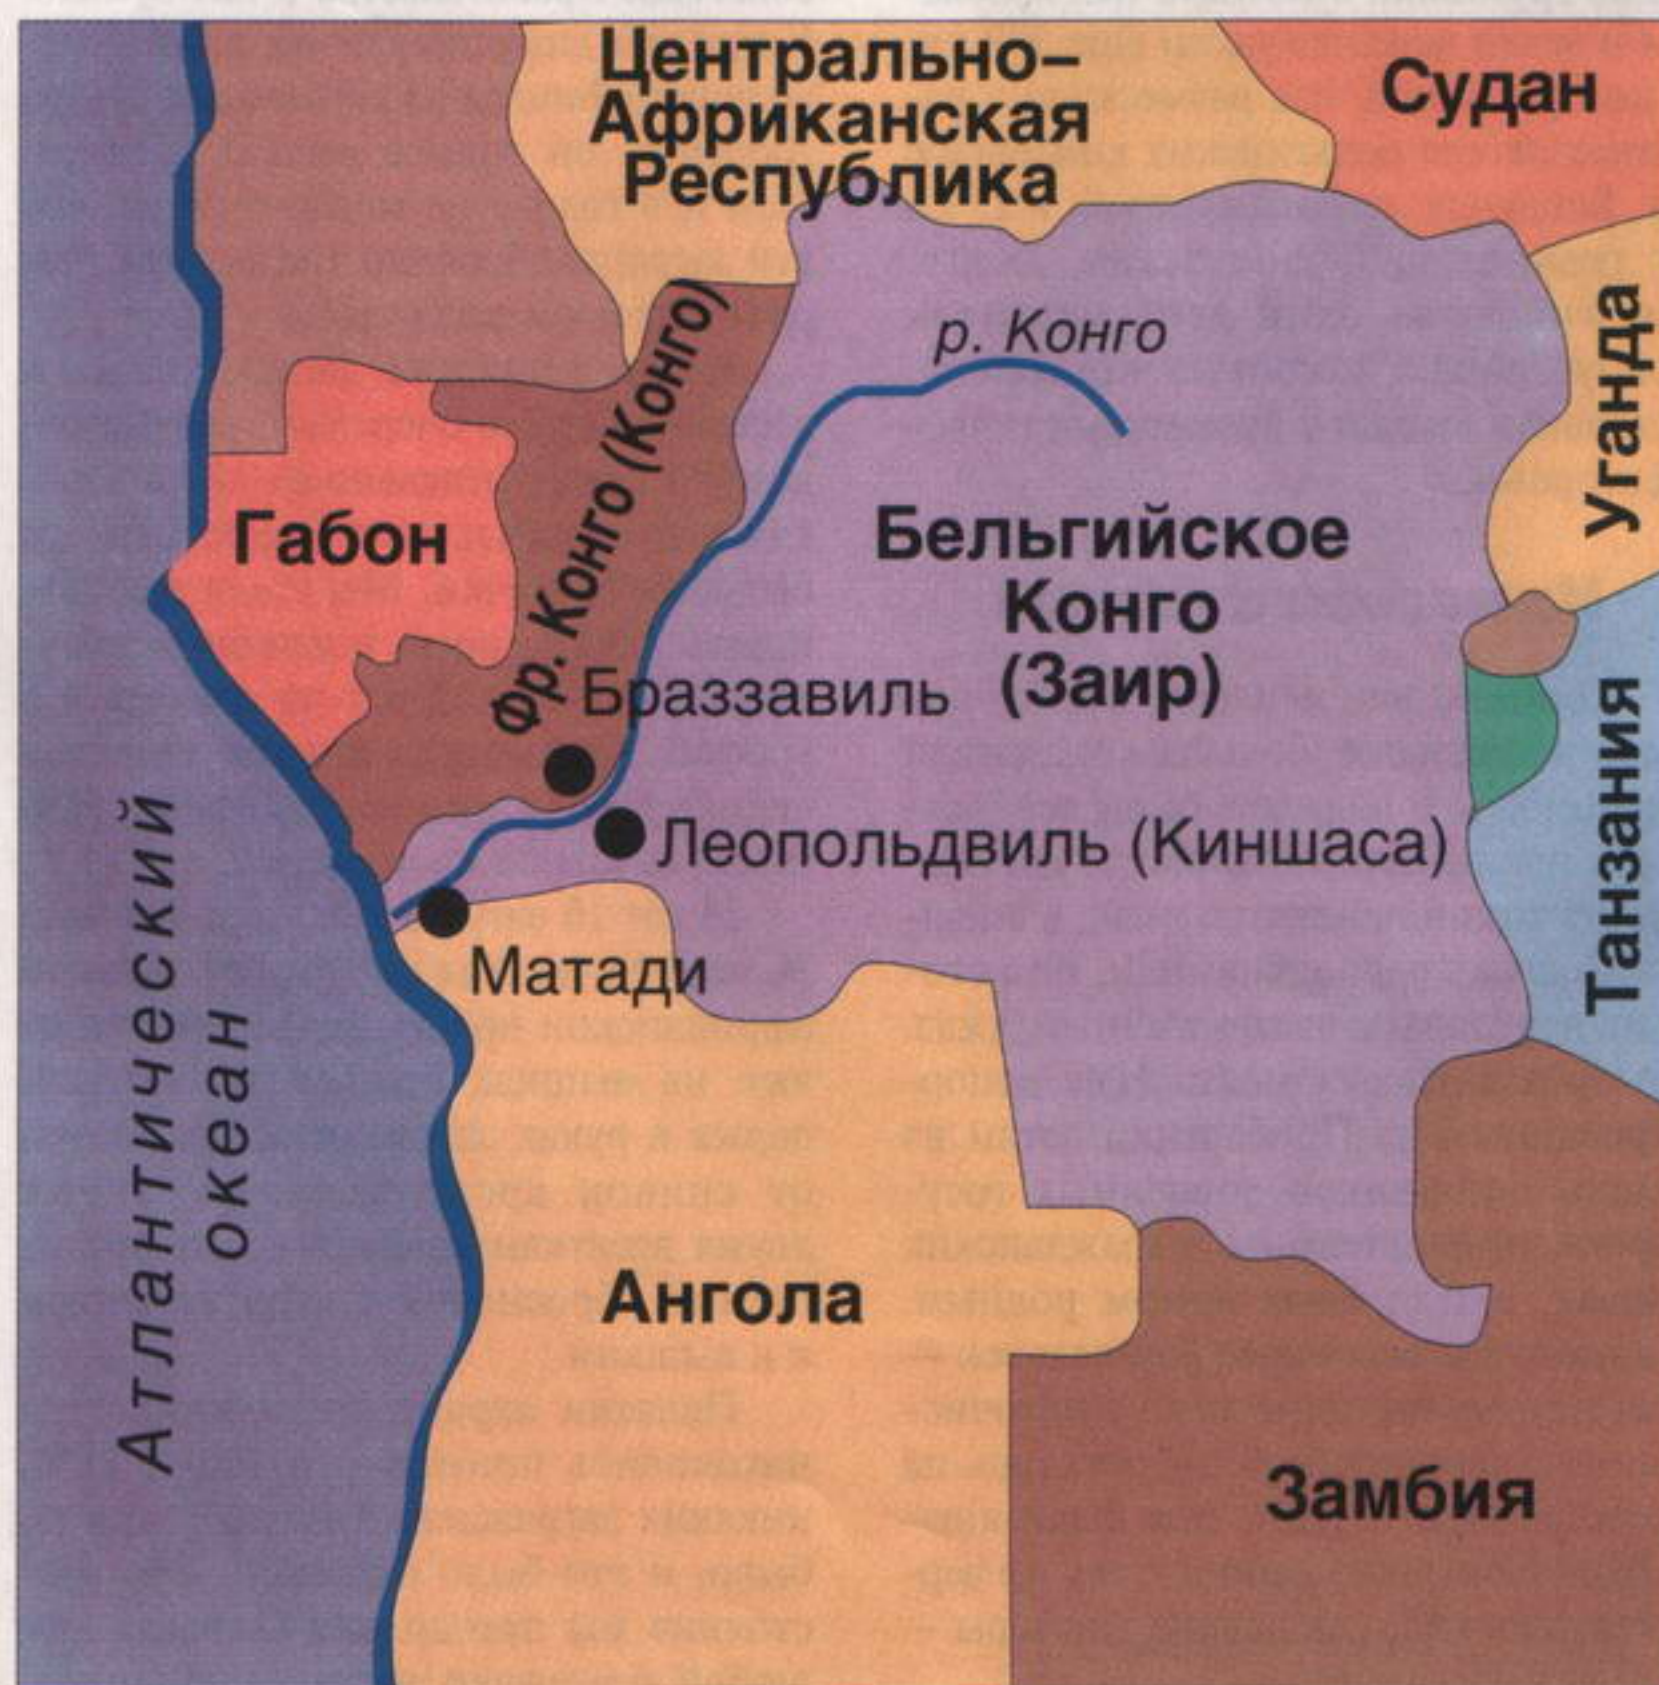 Центрально–
Африканская
Республика
Судан
Уганда
р. Конго
Фр. Конго (Конго)
Габон
Бельгийское
Конго
(Заир)
Браззавиль
Леопольдвиль (Киншаса)
Матади
Танзания
Атлантический
океан
Ангола
Замбия